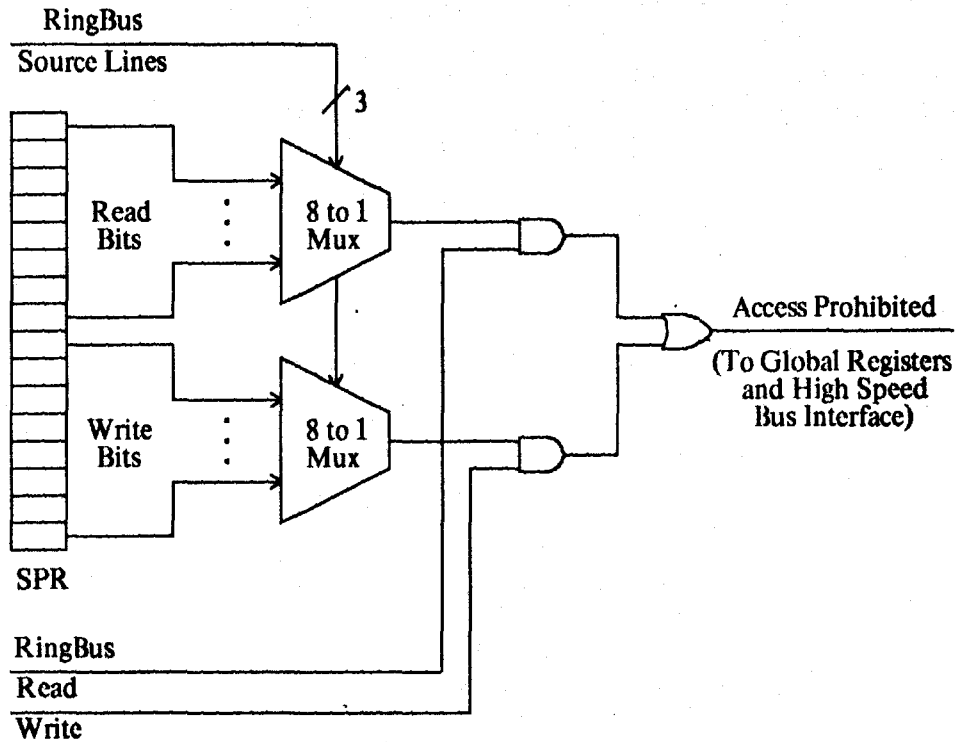 RingBus
Source Lines
3
8 to 1
Mux
Read
Bits
Access Prohibited
(To Global Registers
and High Speed
Bus Interface)
8 to 1
Mux
Write
Bits
SPR
RingBus
Read
Write